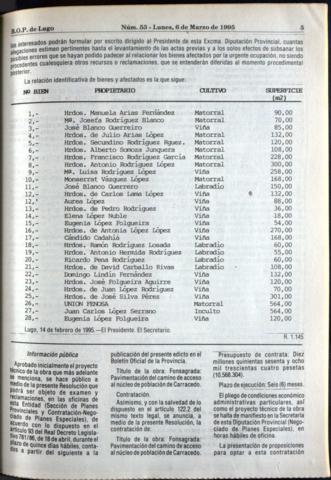 B.O.P. de Lugo
Núm. 53 - Lunes, 6 de Marzo de 1995
5
los interesados podrán formular por escrito dirigido al Presidente de esta Excma. Diputación Provincial, cuantas
alegaciones estimen pertinentes hasta el levantamiento de las actas previas y a los solos efectos de subsanar los
posibles errores que se hayan podido padecer al relacionar los bienes afectados por la urgente ocupación, no siendo
procedentes cualesquiera otros recursos o reclamaciones, que se entenderán diferidas al momento posterior
La relación identificativa de bienes y afectados es la que sigue:
Nº BIEN PROPIETARIO CULTIVO SUPERFICIE
(m2)
1,- Hrdos. Manuela Arias Fernández Matorral 90,00
2,- Mª. Josefa Rodríguez Blanco Matorral 70,00
3,- José Blanco Guerreiro Viña 85,00
4,- Hrdos. de Julio Arias López Matorral 132,00
5,- Hrdos. Secundino Rodríguez Rguez. Matorral 120,00
6,- Hrdos. Alberto Somoza Junquera Matorral 108,00
7,- Hrdos. Francisco Rodríguez García Matorral 228,00
8,- Hrdos. Antonio Rodríguez López Matorral 300,00
9,- Mª. Luisa Rodríguez López Viña 258,00
10,- Monserrat Vázquez López Matorral 168,00
11,- José Blanco Guerrero Labradío 150,00
12,- Hrdos. de Carlos Lama López Viña 132,00
12,' Aurea López Viña 88,00
13,- Hrdos. de Pedro Rodríguez Viña 36,00
14,- Elena López Nuble Viña 18,00
15,- Eugenia López Folgueira Viña 54,00
16,- Hrdos. de Antonia López López Viña 270,00
17,- Cándido Cadahía Viña 168,00
18,- Hrdos. Ramón Rodríguez Losada Labradío 60,00
19,- Hrdos. Antonio Hermida Rodríguez Labradío 55,00
20,- Ricardo Pena Rodríguez Labradío 60,00
21,- Hrdos. de David Carballo Rivas Labradío 108,00
22,- Domingo Lindín Fernández Viña 132,00
23,- Hrdos. José Folgueira Aguirre Viña 120,00
24,- Hrdos. de Juan López Rodríguez Viña 70,00
25,- Hrdos. de José Silva Pérez Viña 301,00
26,- UNION FENOSA Matorral 564,00
27,- Juan Carlos López Serrano Inculto 564,00
28,- Eugenia López Folgueira Viña 120,00
Lugo, 14 de febrero de 1995.—El Presidente. El Secretario.
R. 1.145
Información pública
Aprobado inicialmente el proyecto
técnico de la obra que más adelante
se menciona, se hace público a
medio de la presente Resolución que
podrá ser objeto de examen y
reclamaciones, en las oficinas de
esta Entidad (Sección de Planes
Provinciales y Contratación-Nego-
ciado de Planes Especiales), de
acuerdo con lo dispuesto en el
artículo 93 del Real Decreto Legisla-
tivo 781/86, de 18 de abril, durante el
plazo de quince días hábiles, conta-
dos a partir del siguiente a la
publicación del presente edicto en el
Boletín Oficial de la Provincia.
Título de la obra: Fonsagrada:
Pavimentación del camino de acceso
al núcleo de población de Carracedo.
Contratación.
Asimismo, y con la salvedad de lo
dispuesto en el artículo 122.2 del
mismo texto legal, se anuncia, a
medio de la presente Resolución, la
contratación de:
Título de la obra: Fonsagrada:
Pavimentación del camino de acceso
al núcleo de población de Carracedo.
Presupuesto de contrata: Diez
millones quinientas sesenta y ocho
mil trescientas cuatro pesetas
(10.568.304).
Plazo de ejecución: Seis (6) meses.
El pliego de condiciones económico
administrativas particulares, así
como el proyecto técnico de la obra
se halla de manifiesto en la Secretaría
de esta Diputación Provincial (Nego-
ciado de Planes Especiales), en
horas hábiles de oficina.
La presentación de proposiciones
para optar a esta contratación